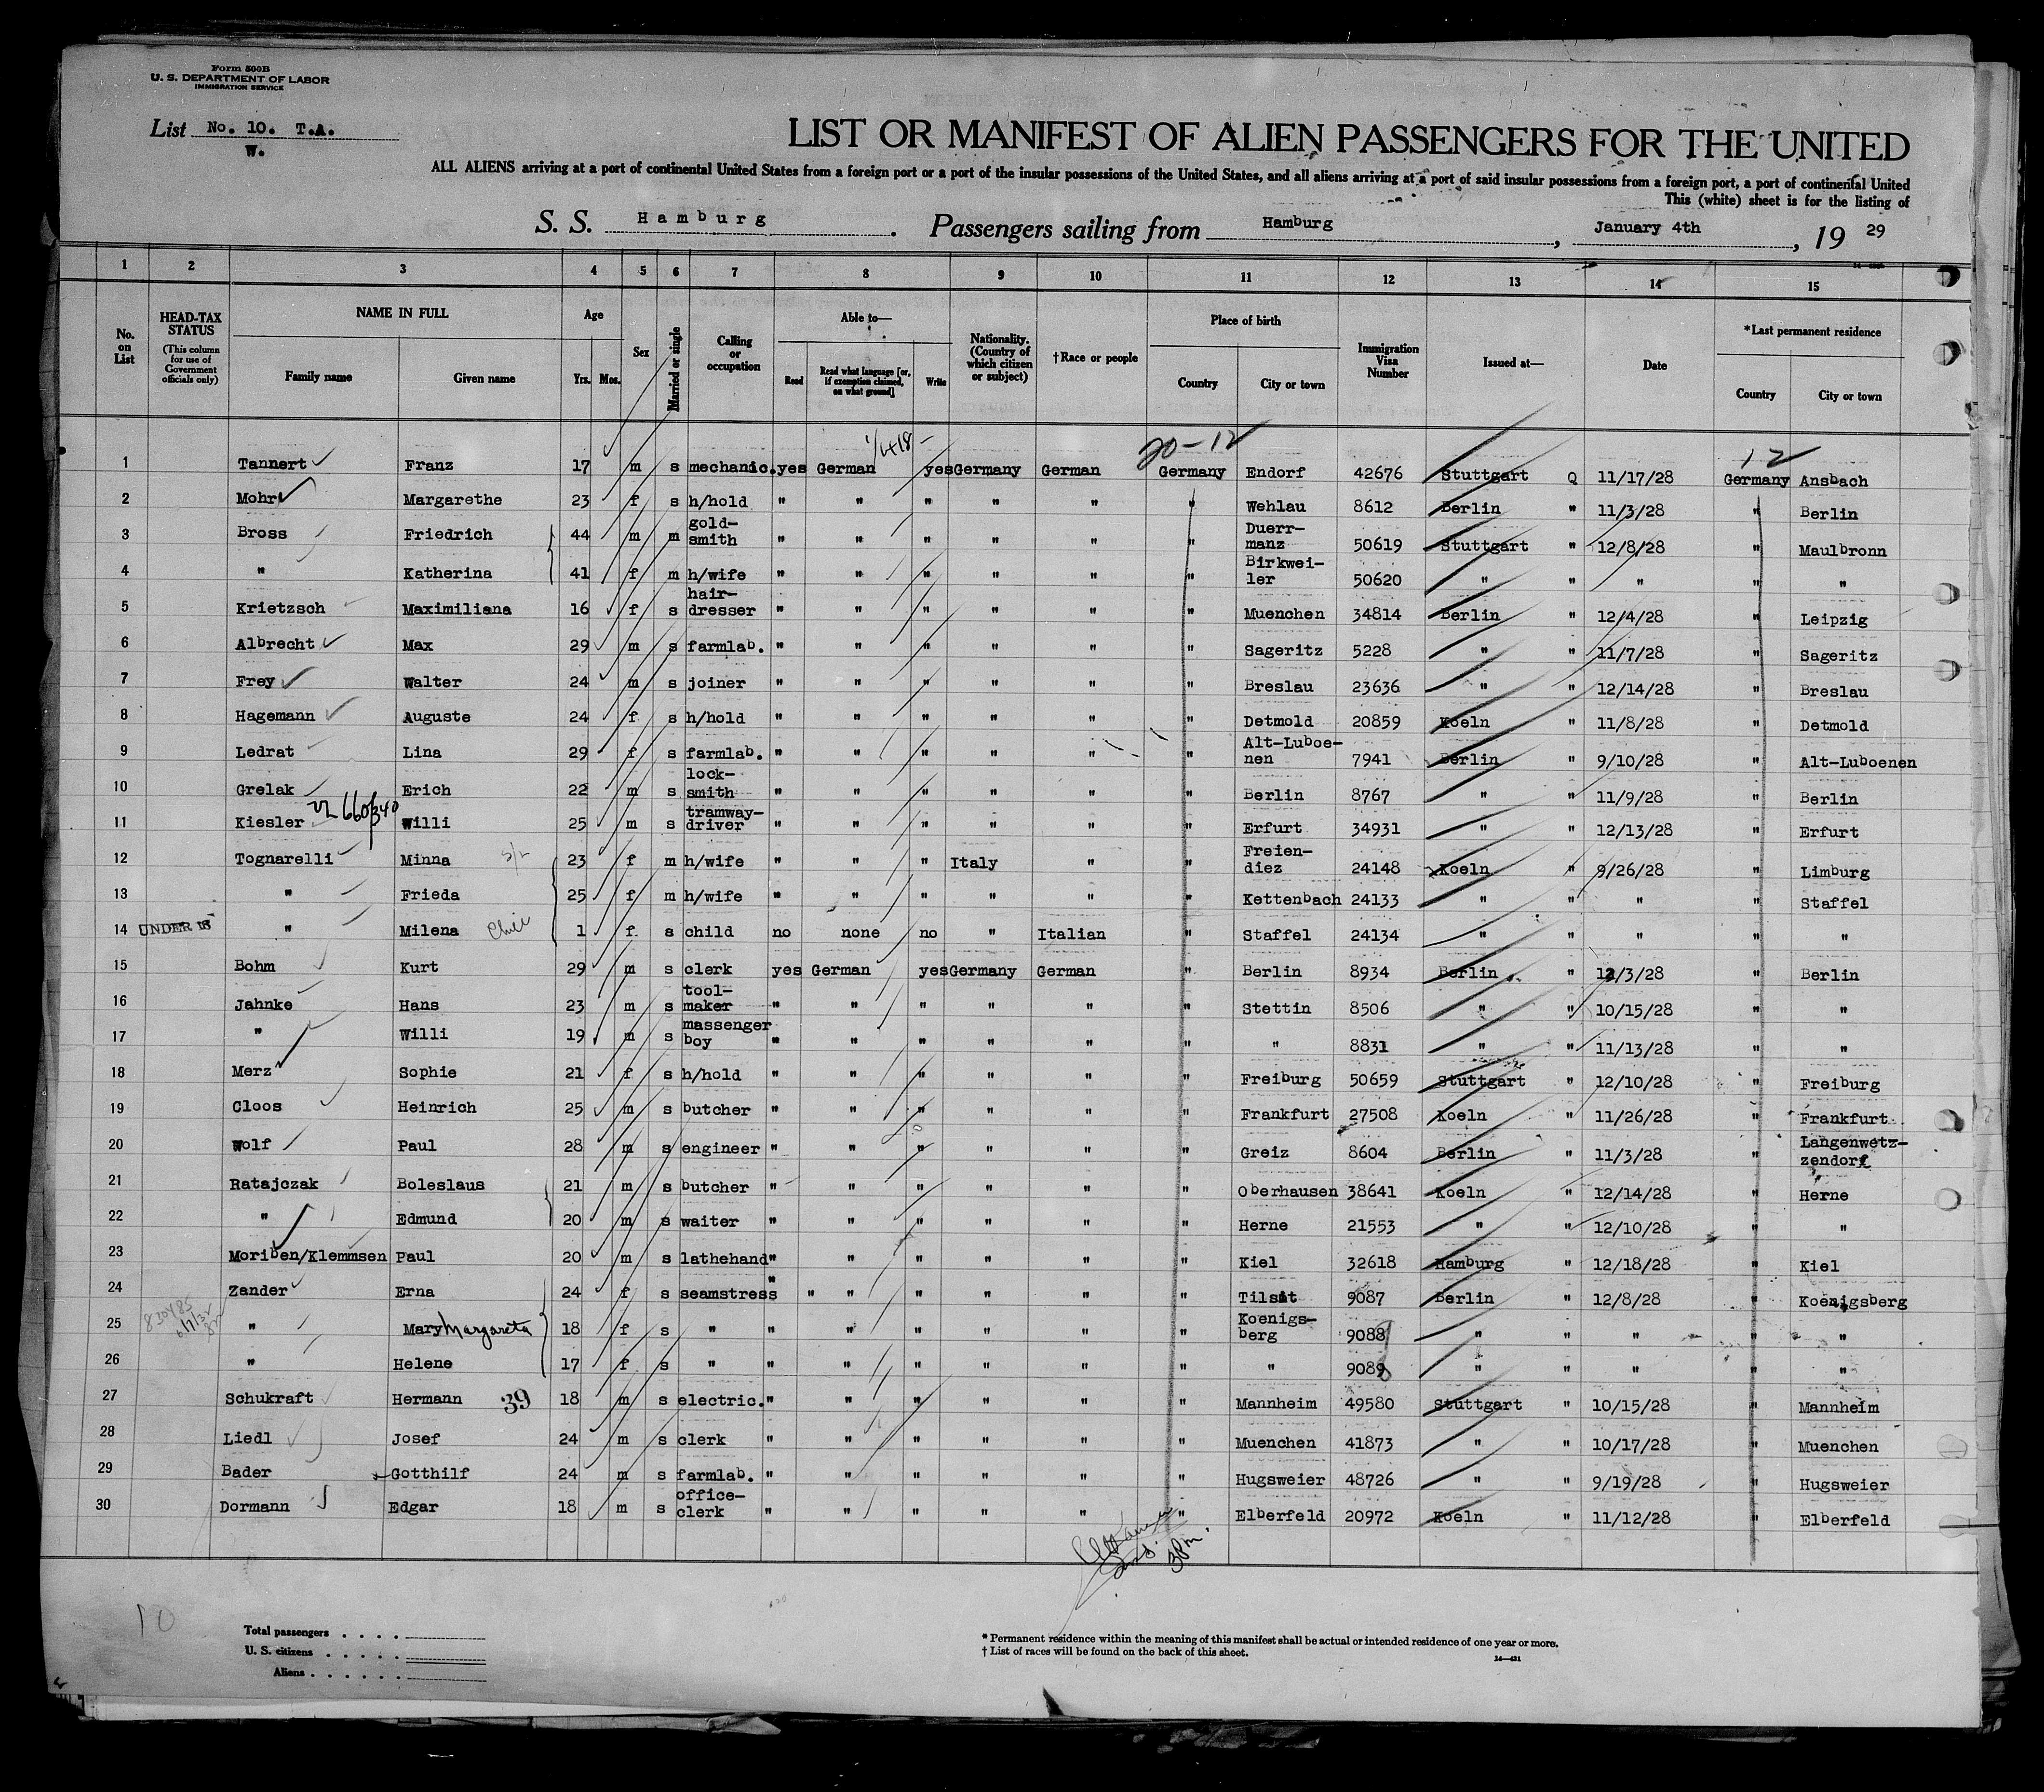 Form 500B
U. S. DEPARTMENT OF LABOR
IMMIGRATION SERVICE
List No. 10. T.A.
W.
LIST OR MANIFEST OF ALIEN PASSENGERS FOR THE UNITED
ALL ALIENS arriving at a port of continental United States from a foreign port or a port of the insular possessions of the United States, and all aliens arriving at a port of said insular possessions from a foreign port, a port of continental United
This (white) sheet is for the listing of
S. S. Hamburg. Passengers sailing from Hamburg, January 4th, 19 29
1 2 3 4 5 6 7 8 9 10 11 12 13 14 15
No. on List
HEAD-TAX STATUS (This column for use of Government officials only)
NAME IN FULL
Family name Given name
Age
Yrs. Mos.
Sex
Married or single
Calling or occupation
Able to—
Read
Read what language [or, if exemption claimed, on what ground]
Write
Nationality. (Country of which citizen or subject)
†Race or people
Place of birth
Country City or town
Immigration Visa Number
Issued at—
Date
*Last permanent residence
Country City or town
20-12 12
1 Tannert Franz 17 m s mechanic. yes German yes Germany German Germany Endorf 42676 Stuttgart Q 11/17/28 Germany Ansbach
2 Mohr Margarethe 23 f s h/hold " " " " " " Wehlau 8612 Berlin " 11/3/28 " Berlin
3 Bross Friedrich 44 m m gold-smith " " " " " " Duerr-manz 50619 Stuttgart " 12/8/28 " Maulbronn
4 " Katherina 41 f m h/wife " " " " " " Birkwei-ler 50620 " " " " "
5 Krietzsch Maximiliana 16 f s hair-dresser " " " " " " Muenchen 34814 Berlin " 12/4/28 " Leipzig
6 Albrecht Max 29 m s farmlab. " " " " " " Sageritz 5228 " " 11/7/28 " Sageritz
7 Frey Walter 24 m s joiner " " " " " " Breslau 23636 " " 12/14/28 " Breslau
8 Hagemann Auguste 24 f s h/hold " " " " " " Detmold 20859 Koeln " 11/8/28 " Detmold
9 Ledrat Lina 29 f s farmlab. " " " " " " Alt-Luboe-nen 7941 Berlin " 9/10/28 " Alt-Luboenen
10 Grelak Erich 22 m s lock-smith " " " " " " Berlin 8767 " " 11/9/28 " Berlin
11 Kiesler Willi 25 m s tramway-driver " " " " " " Erfurt 34931 " " 12/13/28 " Erfurt
12 Tognarelli Minna 23 f m h/wife " " " Italy " " Freien-diez 24148 Koeln " 9/26/28 " Limburg
13 " Frieda 25 f m h/wife " " " " " " Kettenbach 24133 " " " " Staffel
14 UNDER 16 " Milena 1 f s child no none no " Italian " Staffel 24134 " " " " "
15 Bohm Kurt 29 m s clerk yes German yes Germany German " Berlin 8934 Berlin " 12/3/28 " Berlin
16 Jahnke Hans 23 m s tool-maker " " " " " " Stettin 8506 " " 10/15/28 " "
17 " Willi 19 m s massenger boy " " " " " " " 8831 " " 11/13/28 " "
18 Merz Sophie 21 f s h/hold " " " " " " Freiburg 50659 Stuttgart " 12/10/28 " Freiburg
19 Cloos Heinrich 25 m s butcher " " " " " " Frankfurt 27508 Koeln " 11/26/28 " Frankfurt
20 Wolf Paul 28 m s engineer " " " " " " Greiz 8604 Berlin " 11/3/28 " Langenwetz-zendorf
21 Ratajczak Boleslaus 21 m s butcher " " " " " " Oberhausen 38641 Koeln " 12/14/28 " Herne
22 " Edmund 20 m s waiter " " " " " " Herne 21553 " " 12/10/28 " "
23 Moriben/Klemmsen Paul 20 m s lathehand " " " " " " Kiel 32618 Hamburg " 12/18/28 " Kiel
24 Zander Erna 24 f s seamstress " " " " " " " Tilsit 9087 Berlin " 12/8/28 " Koenigsberg
25 " Mary Margareta 18 f s " " " " " " " Koenigs-berg 9088 " " " " "
26 " Helene 17 f s " " " " " " " " 9089 " " " " "
27 Schukraft Hermann 39 18 m s electric. " " " " " " Mannheim 49580 Stuttgart " 10/15/28 " Mannheim
28 Liedl Josef 24 m s clerk " " " " " " Muenchen 41873 " " 10/17/28 " Muenchen
29 Bader Gotthilf 24 m s farmlab. " " " " " " Hugsweier 48726 " " 9/19/28 " Hugsweier
30 Dormann Edgar 18 m s office-clerk " " " " " " Elberfeld 20972 Koeln " 11/12/28 " Elberfeld
10
Total passengers
U. S. citizens
Aliens
* Permanent residence within the meaning of this manifest shall be actual or intended residence of one year or more.
† List of races will be found on the back of this sheet.